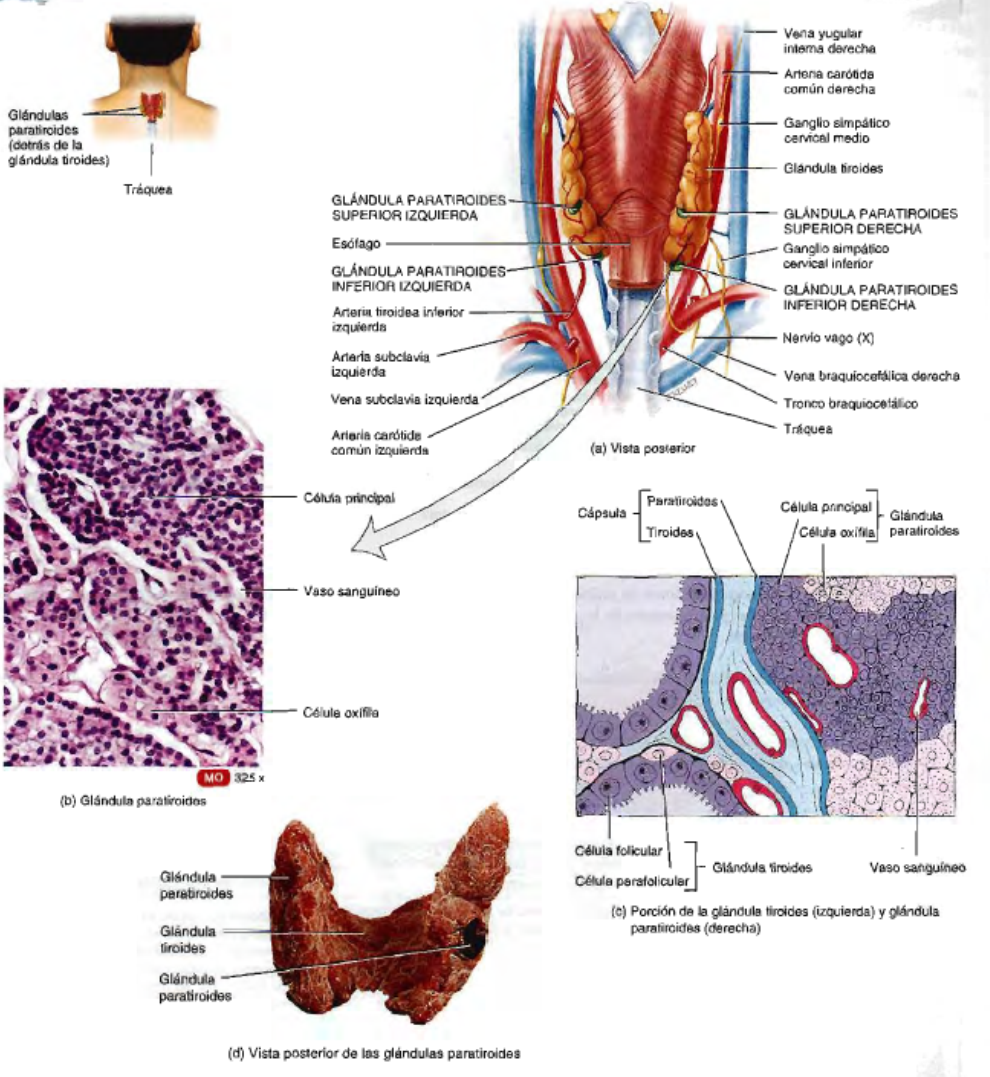 Glándulas
paratiroides
(detrás de la
glándula tiroides)
Tráquea
Vena yugular
interna derecha
Arteria carótida
común derecha
Ganglio simpático
cervical medio
Glándula tiroides
GLÁNDULA PARATIROIDES
SUPERIOR DERECHA
Ganglio simpático
cervical inferior
GLÁNDULA PARATIROIDES
INFERIOR DERECHA
Nervio vago (X)
Vena braquiocefálica derecha
Tronco braquiocefálico
Tráquea
GLÁNDULA PARATIROIDES
SUPERIOR IZQUIERDA
Esófago
GLÁNDULA PARATIROIDES
INFERIOR IZQUIERDA
Arteria tiroidea inferior
izquierda
Arteria subclavia
izquierda
Vena subclavia izquierda
Arteria carótida
común izquierda
(a) Vista posterior
Célula principal
Vaso sanguíneo
Célula oxífila
MO 325 x
(b) Glándula paratiroides
Cápsula
Paratiroides
Tiroides
Célula principal
Célula oxífila
Glándula
paratiroides
Célula folicular
Célula parafolicular
Glándula tiroides
Vaso sanguíneo
(c) Porción de la glándula tiroides (izquierda) y glándula
paratiroides (derecha)
Glándula
paratiroides
Glándula
tiroides
Glándula
paratiroides
(d) Vista posterior de las glándulas paratiroides